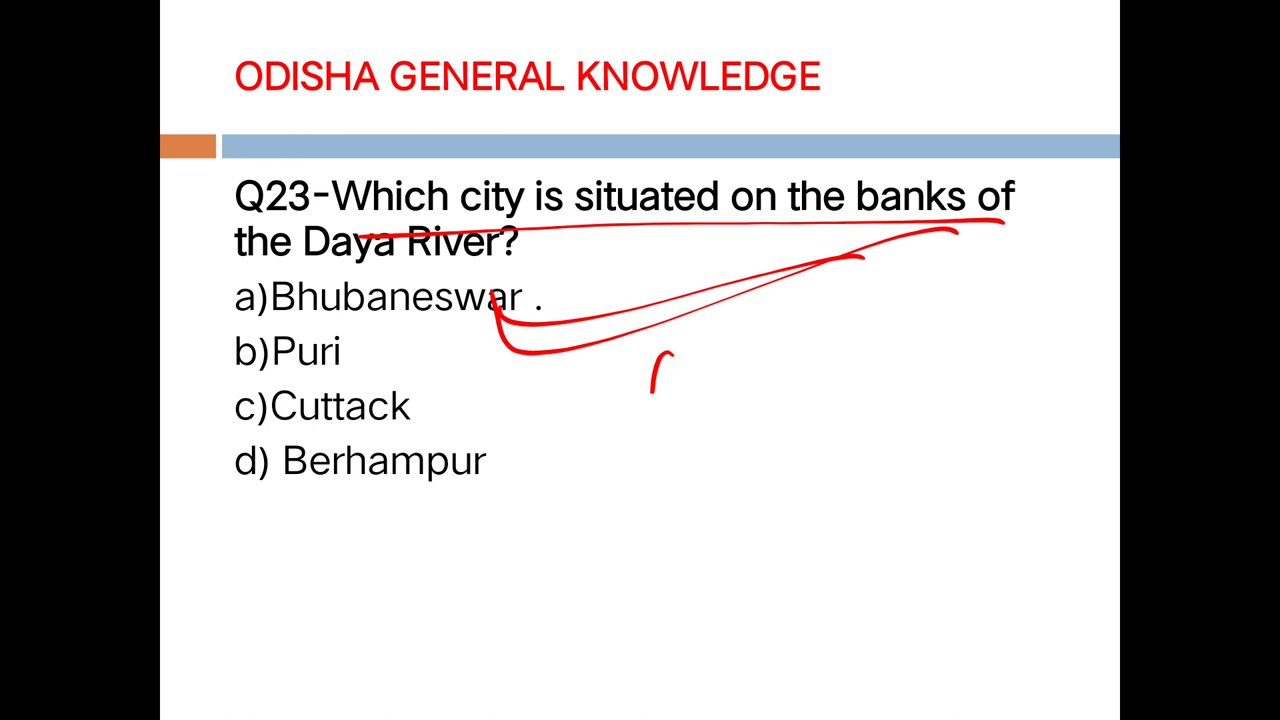 ODISHA GENERAL KNOWLEDGE
Q23-Which city is situated on the banks of
the Daya River?
a)Bhubaneswar .
b)Puri
c)Cuttack
d) Berhampur